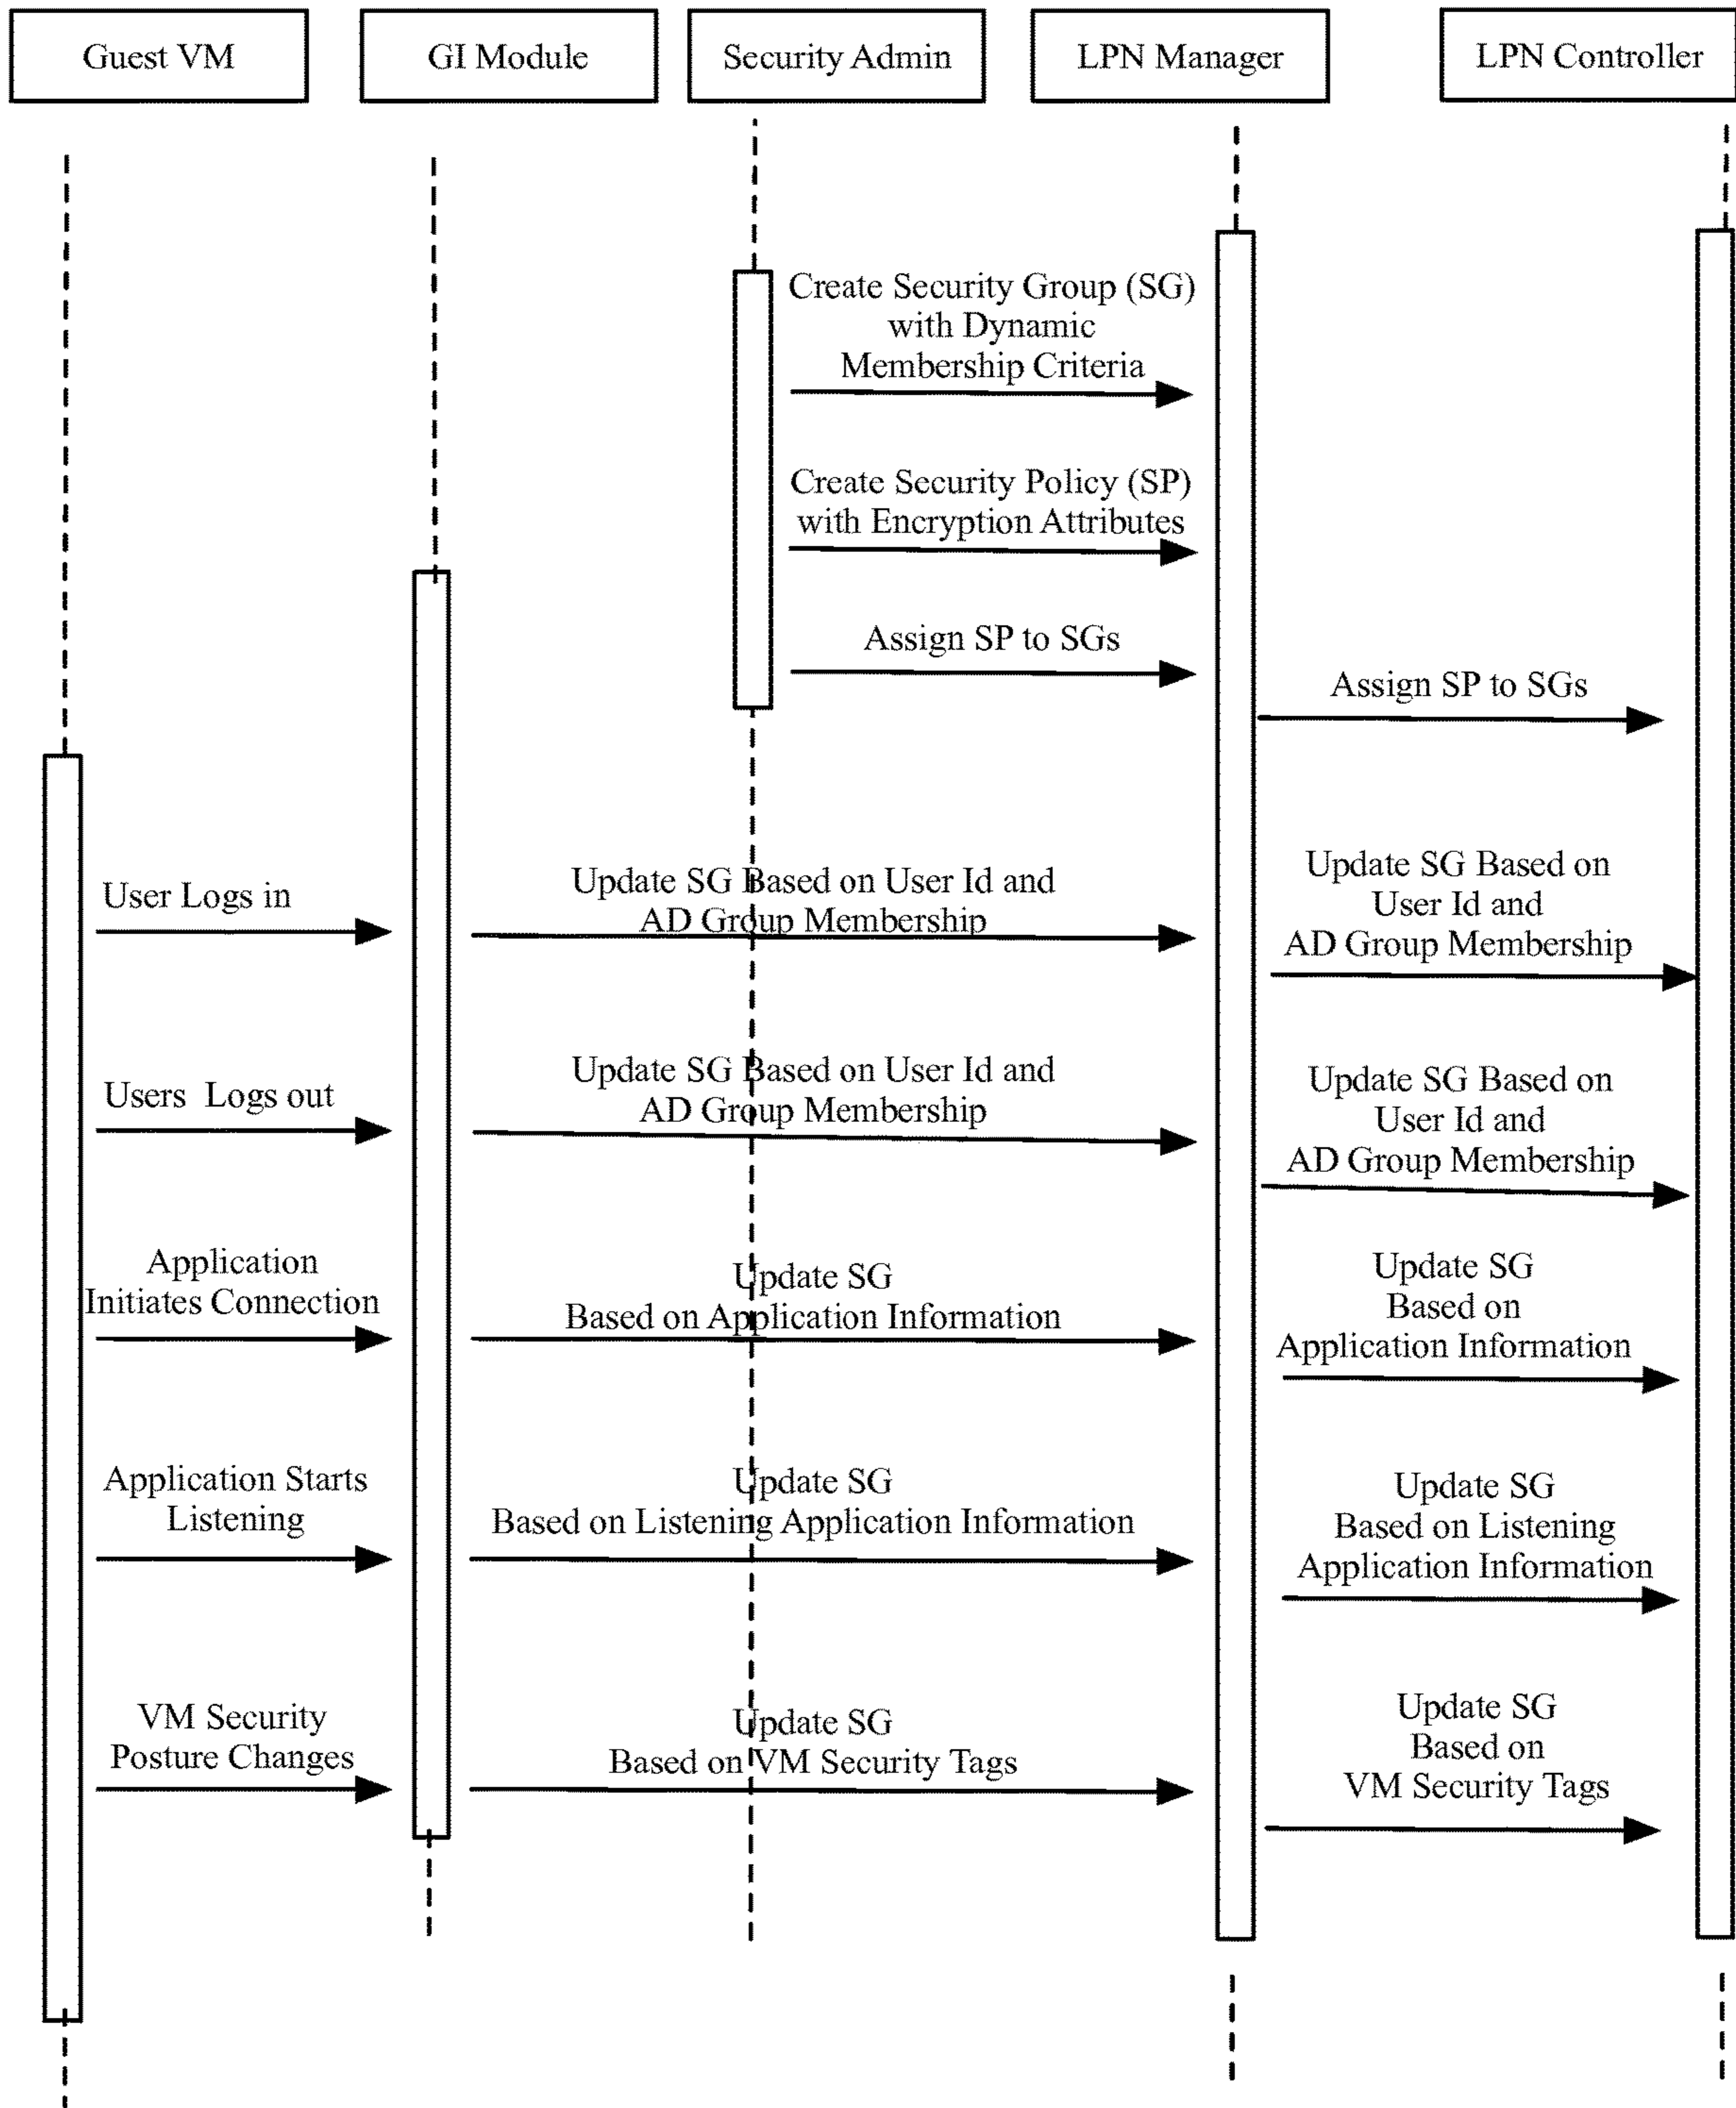 Guest VM
GI Module
Security Admin
LPN Manager
LPN Controller
Create Security Group (SG)
with Dynamic
Membership Criteria
Create Security Policy (SP)
with Encryption Attributes
Assign SP to SGs
Assign SP to SGs
User Logs in
Update SG Based on User Id and
AD Group Membership
Update SG Based on
User Id and
AD Group Membership
Users Logs out
Update SG Based on User Id and
AD Group Membership
Update SG Based on
User Id and
AD Group Membership
Application
Initiates Connection
Update SG
Based on Application Information
Update SG
Based on
Application Information
Application Starts
Listening
Update SG
Based on Listening Application Information
Update SG
Based on Listening
Application Information
VM Security
Posture Changes
Update SG
Based on VM Security Tags
Update SG
Based on
VM Security Tags